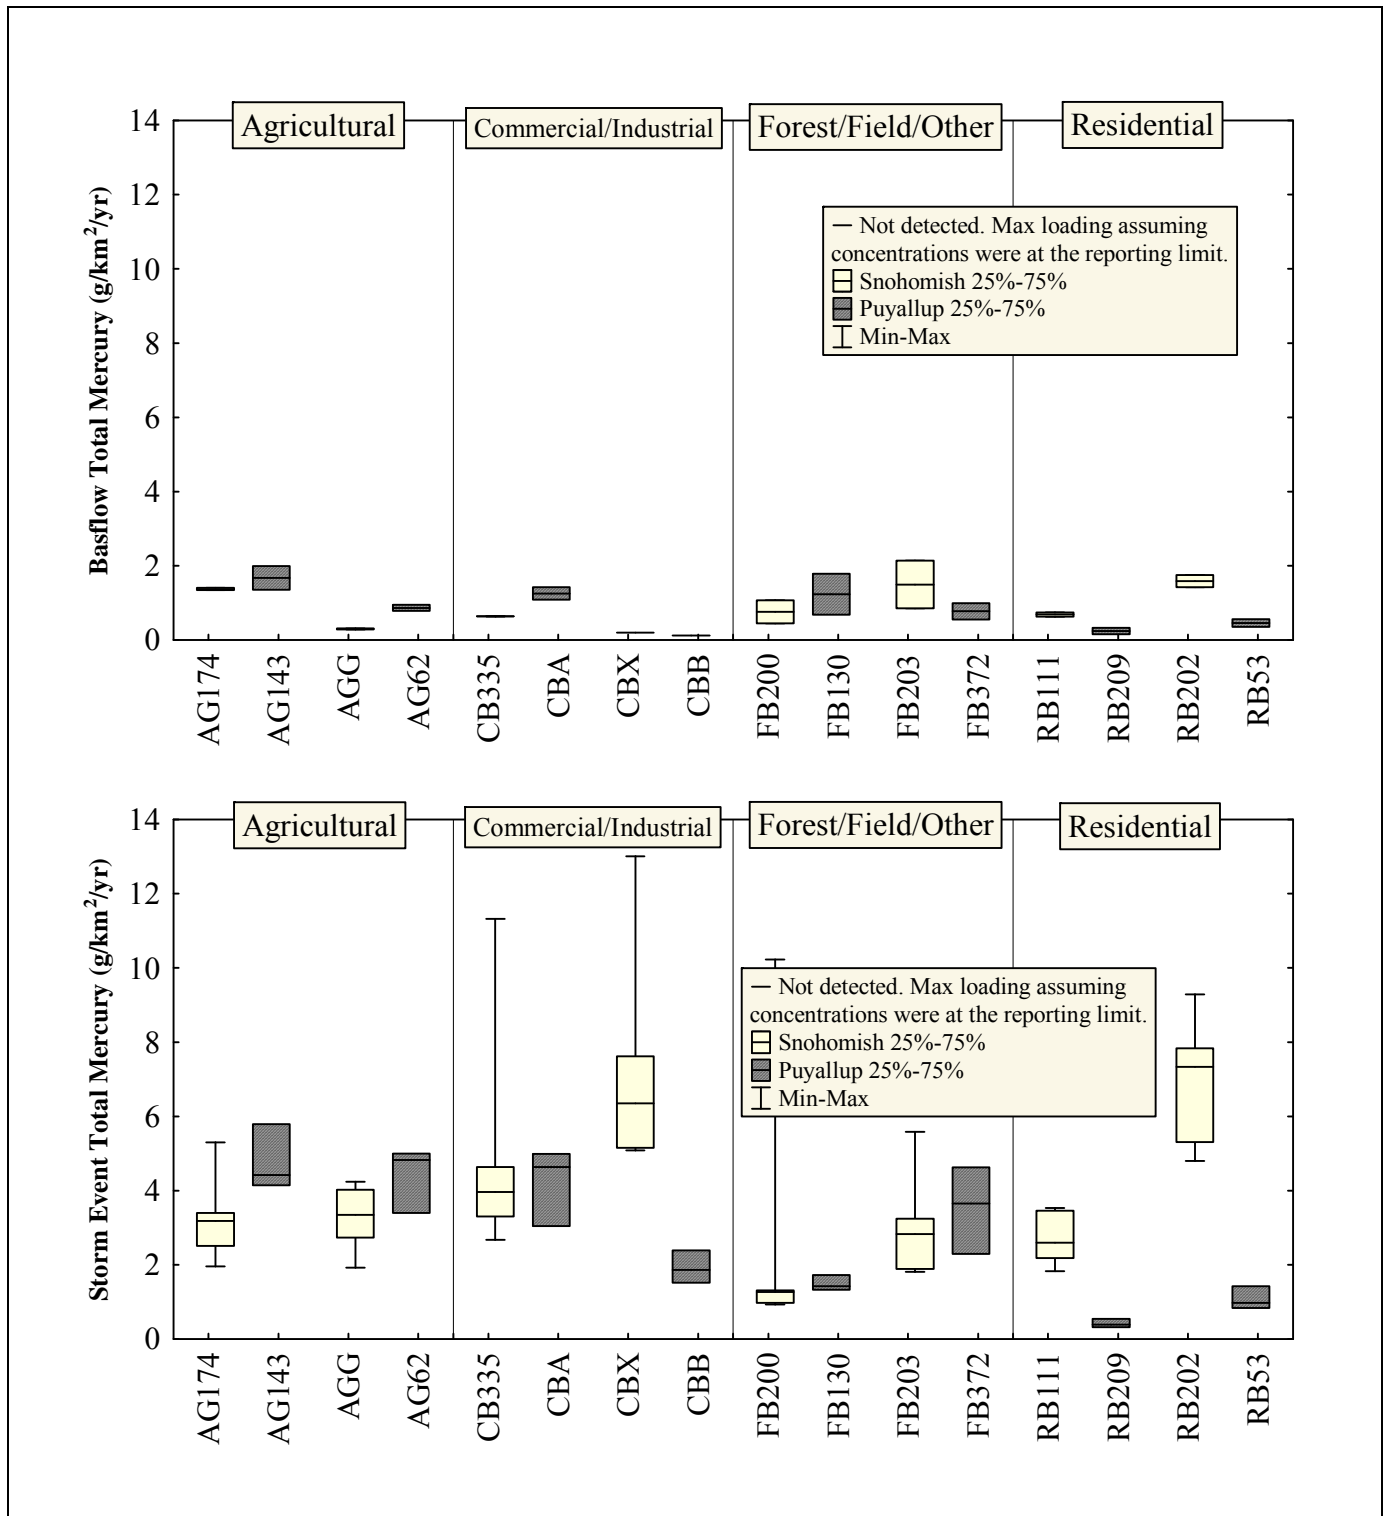 Agricultural
Commercial/Industrial
Forest/Field/Other
Residential
14
12
10
8
6
4
2
0
Basflow Total Mercury (g/km²/yr)
Not detected. Max loading assuming
concentrations were at the reporting limit.
Snohomish 25%-75%
Puyallup 25%-75%
Min-Max
AG174
AG143
AGG
AG62
CB335
CBA
CBX
CBB
FB200
FB130
FB203
FB372
RB111
RB209
RB202
RB53
Agricultural
Commercial/Industrial
Forest/Field/Other
Residential
14
12
10
8
6
4
2
0
Storm Event Total Mercury (g/km²/yr)
Not detected. Max loading assuming
concentrations were at the reporting limit.
Snohomish 25%-75%
Puyallup 25%-75%
Min-Max
AG174
AG143
AGG
AG62
CB335
CBA
CBX
CBB
FB200
FB130
FB203
FB372
RB111
RB209
RB202
RB53